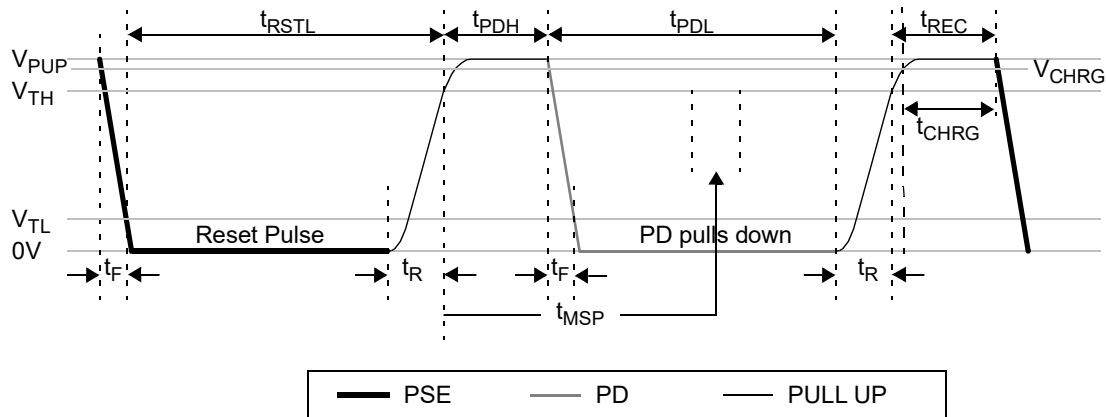 tRSTL tPDH tPDL tREC
VPUP
VCHRG
VTH
tCHRG
VTL
Reset Pulse PD pulls down
0V
tF tR tF tR
tMSP
PSE PD PULL UP